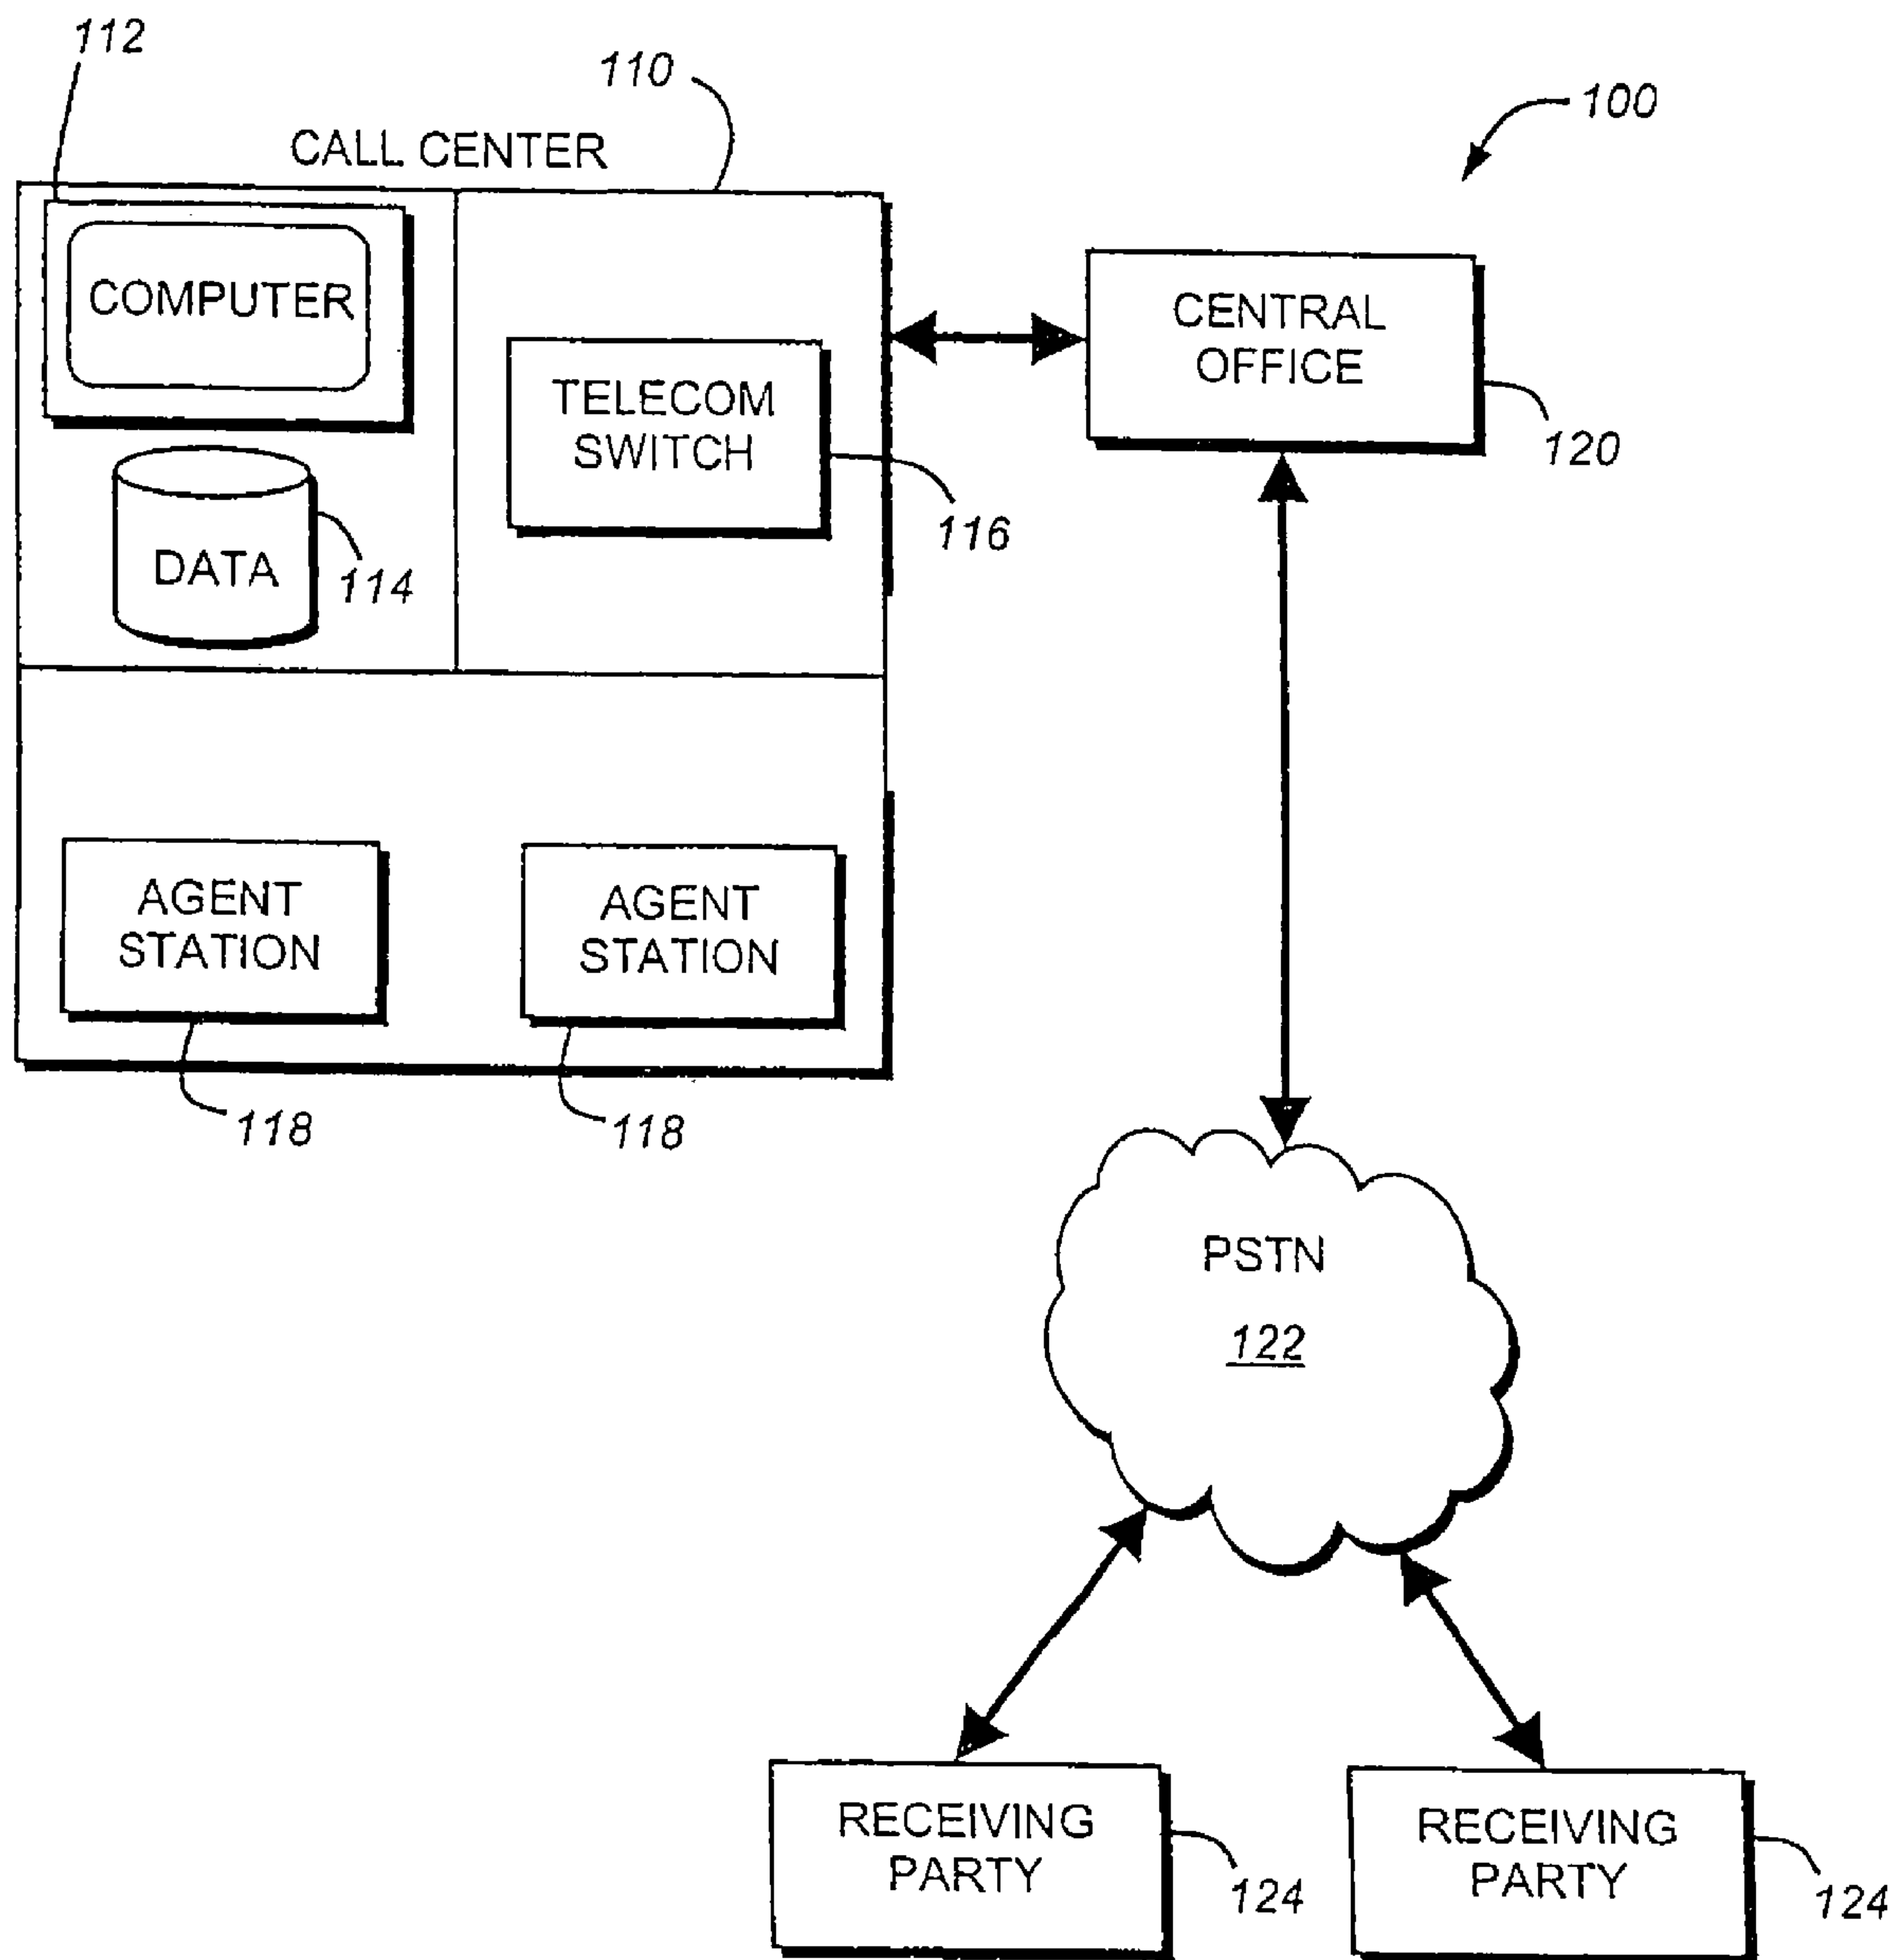 112
110
100
CALL CENTER
COMPUTER
TELECOM
SWITCH
116
DATA
114
CENTRAL
OFFICE
120
AGENT
STATION
118
AGENT
STATION
118
PSTN
122
RECEIVING
PARTY
124
RECEIVING
PARTY
124